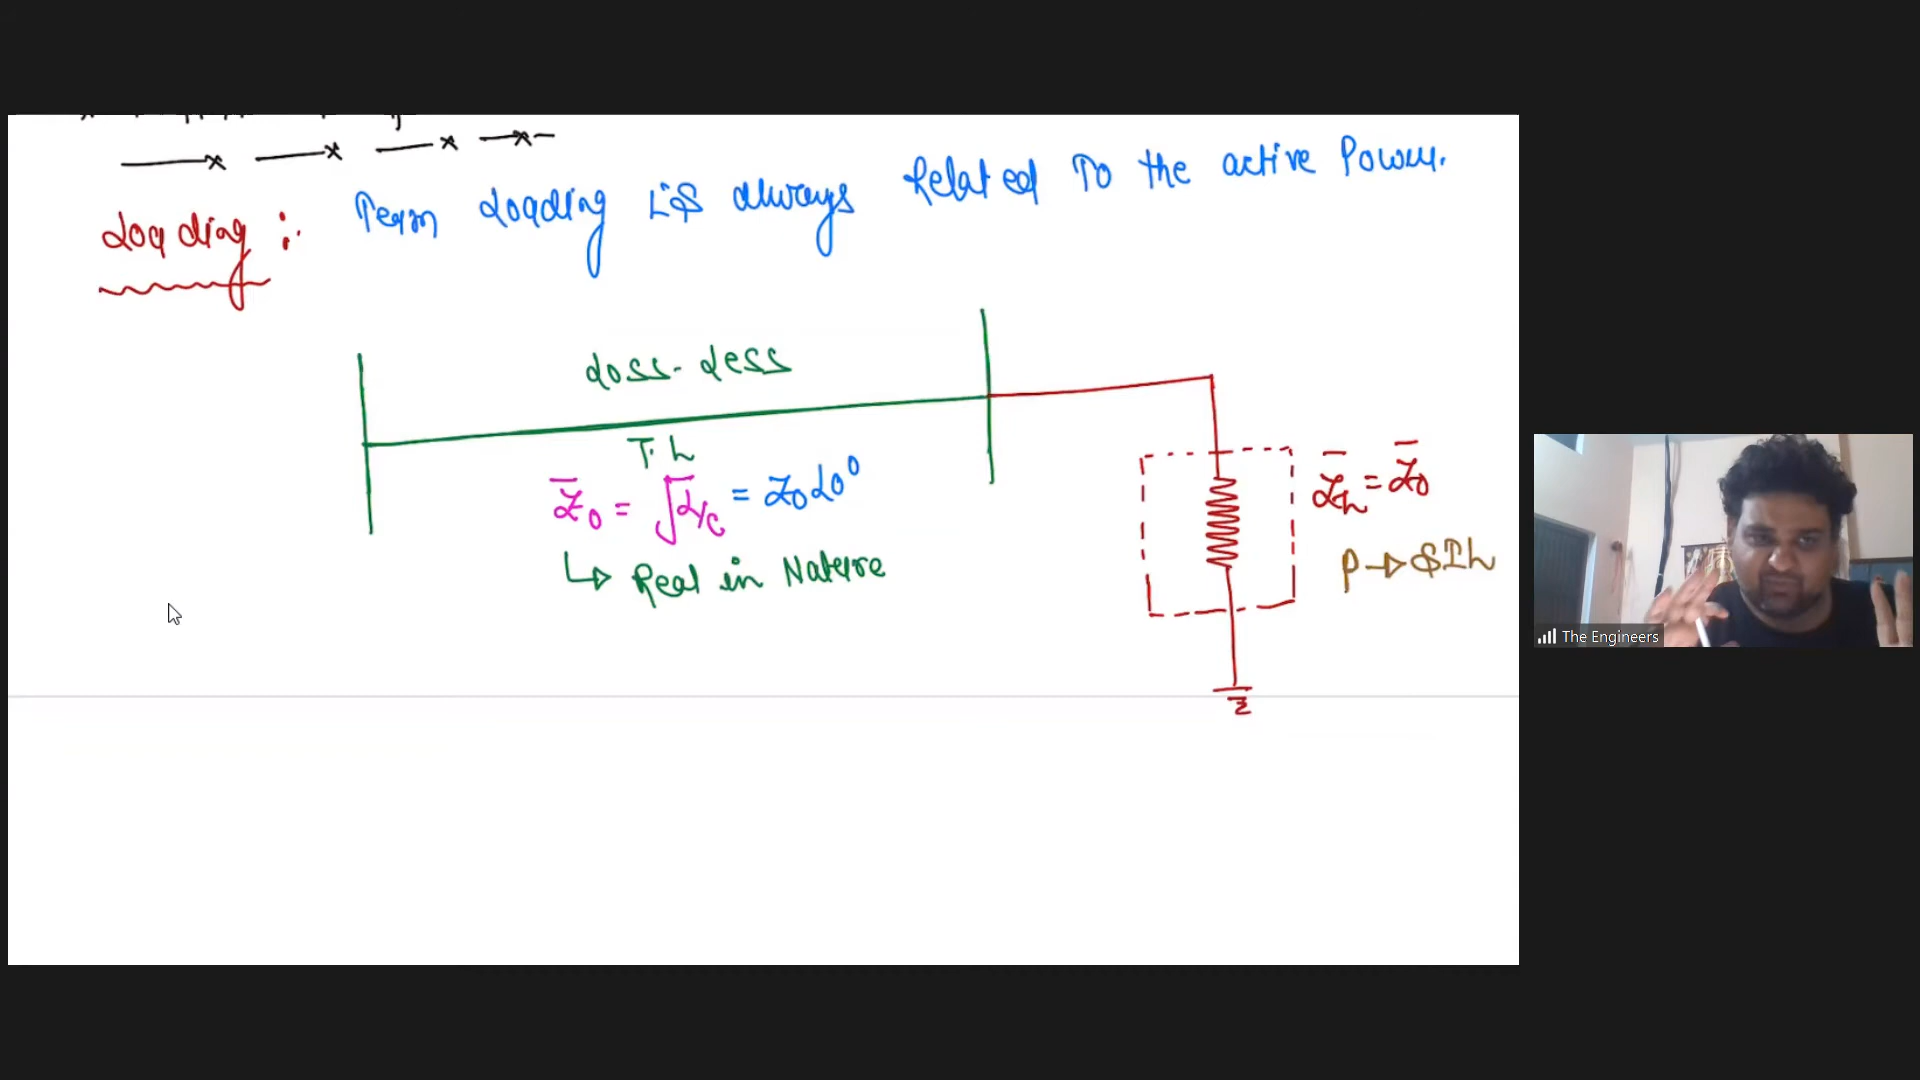 Loading :- Term Loading is always Related To the active Power.
Loss-Less
T.L
Z̅0 = √L/C = Z0∠0°
↳ Real in Nature
Z̅L = Z̅0
P → SIL
The Engineers